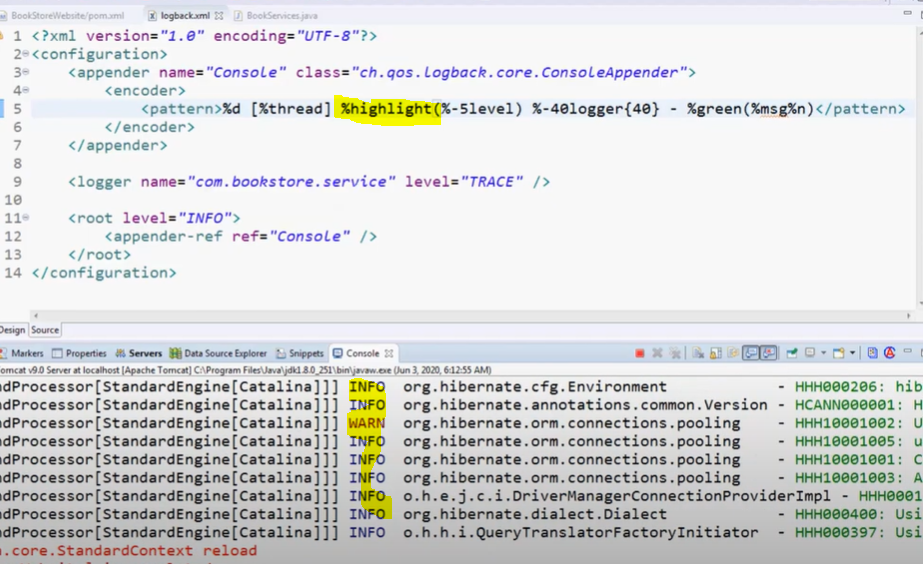 BookStoreWebsite/pom.xml logback.xml BookServices.java
1 <?xml version="1.0" encoding="UTF-8"?>
2 <configuration>
3 <appender name="Console" class="ch.qos.logback.core.ConsoleAppender">
4 <encoder>
5 <pattern>%d [%thread] %highlight(%-5level) %-40logger{40} - %green(%msg%n)</pattern>
6 </encoder>
7 </appender>
8
9 <logger name="com.bookstore.service" level="TRACE" />
10
11 <root level="INFO">
12 <appender-ref ref="Console" />
13 </root>
14 </configuration>
Design Source
Markers Properties Servers Data Source Explorer Snippets Console
Tomcat v9.0 Server at localhost [Apache Tomcat] C:\Program Files\Java\jdk1.8.0_251\bin\javaw.exe (Jun 3, 2020, 6:12:55 AM)
ndProcessor[StandardEngine[Catalina]]] INFO org.hibernate.cfg.Environment - HHH000206: hib
ndProcessor[StandardEngine[Catalina]]] INFO org.hibernate.annotations.common.Version - HCANN000001: H
ndProcessor[StandardEngine[Catalina]]] WARN org.hibernate.orm.connections.pooling - HHH10001002: U
ndProcessor[StandardEngine[Catalina]]] INFO org.hibernate.orm.connections.pooling - HHH10001005: u
ndProcessor[StandardEngine[Catalina]]] INFO org.hibernate.orm.connections.pooling - HHH10001001: C
ndProcessor[StandardEngine[Catalina]]] INFO org.hibernate.orm.connections.pooling - HHH10001003: A
ndProcessor[StandardEngine[Catalina]]] INFO o.h.e.j.c.i.DriverManagerConnectionProviderImpl - HHH0001
ndProcessor[StandardEngine[Catalina]]] INFO org.hibernate.dialect.Dialect - HHH000400: Usi
ndProcessor[StandardEngine[Catalina]]] INFO o.h.h.i.QueryTranslatorFactoryInitiator - HHH000397: Usi
.core.StandardContext reload